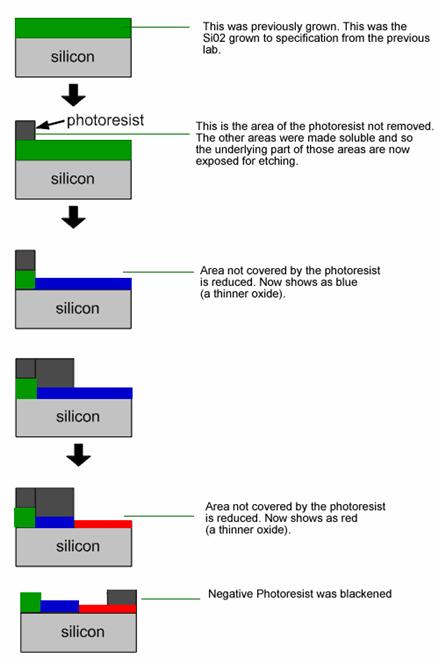 This was previously grown. This was the
Si02 grown to specification from the previous
lab.
silicon
photoresist
This is the area of the photoresist not removed.
The other areas were made soluble and so
the underlying part of those areas are now
exposed for etching.
silicon
Area not covered by the photoresist
is reduced. Now shows as blue
(a thinner oxide).
silicon
silicon
Area not covered by the photoresist
is reduced. Now shows as red
(a thinner oxide).
silicon
Negative Photoresist was blackened
silicon